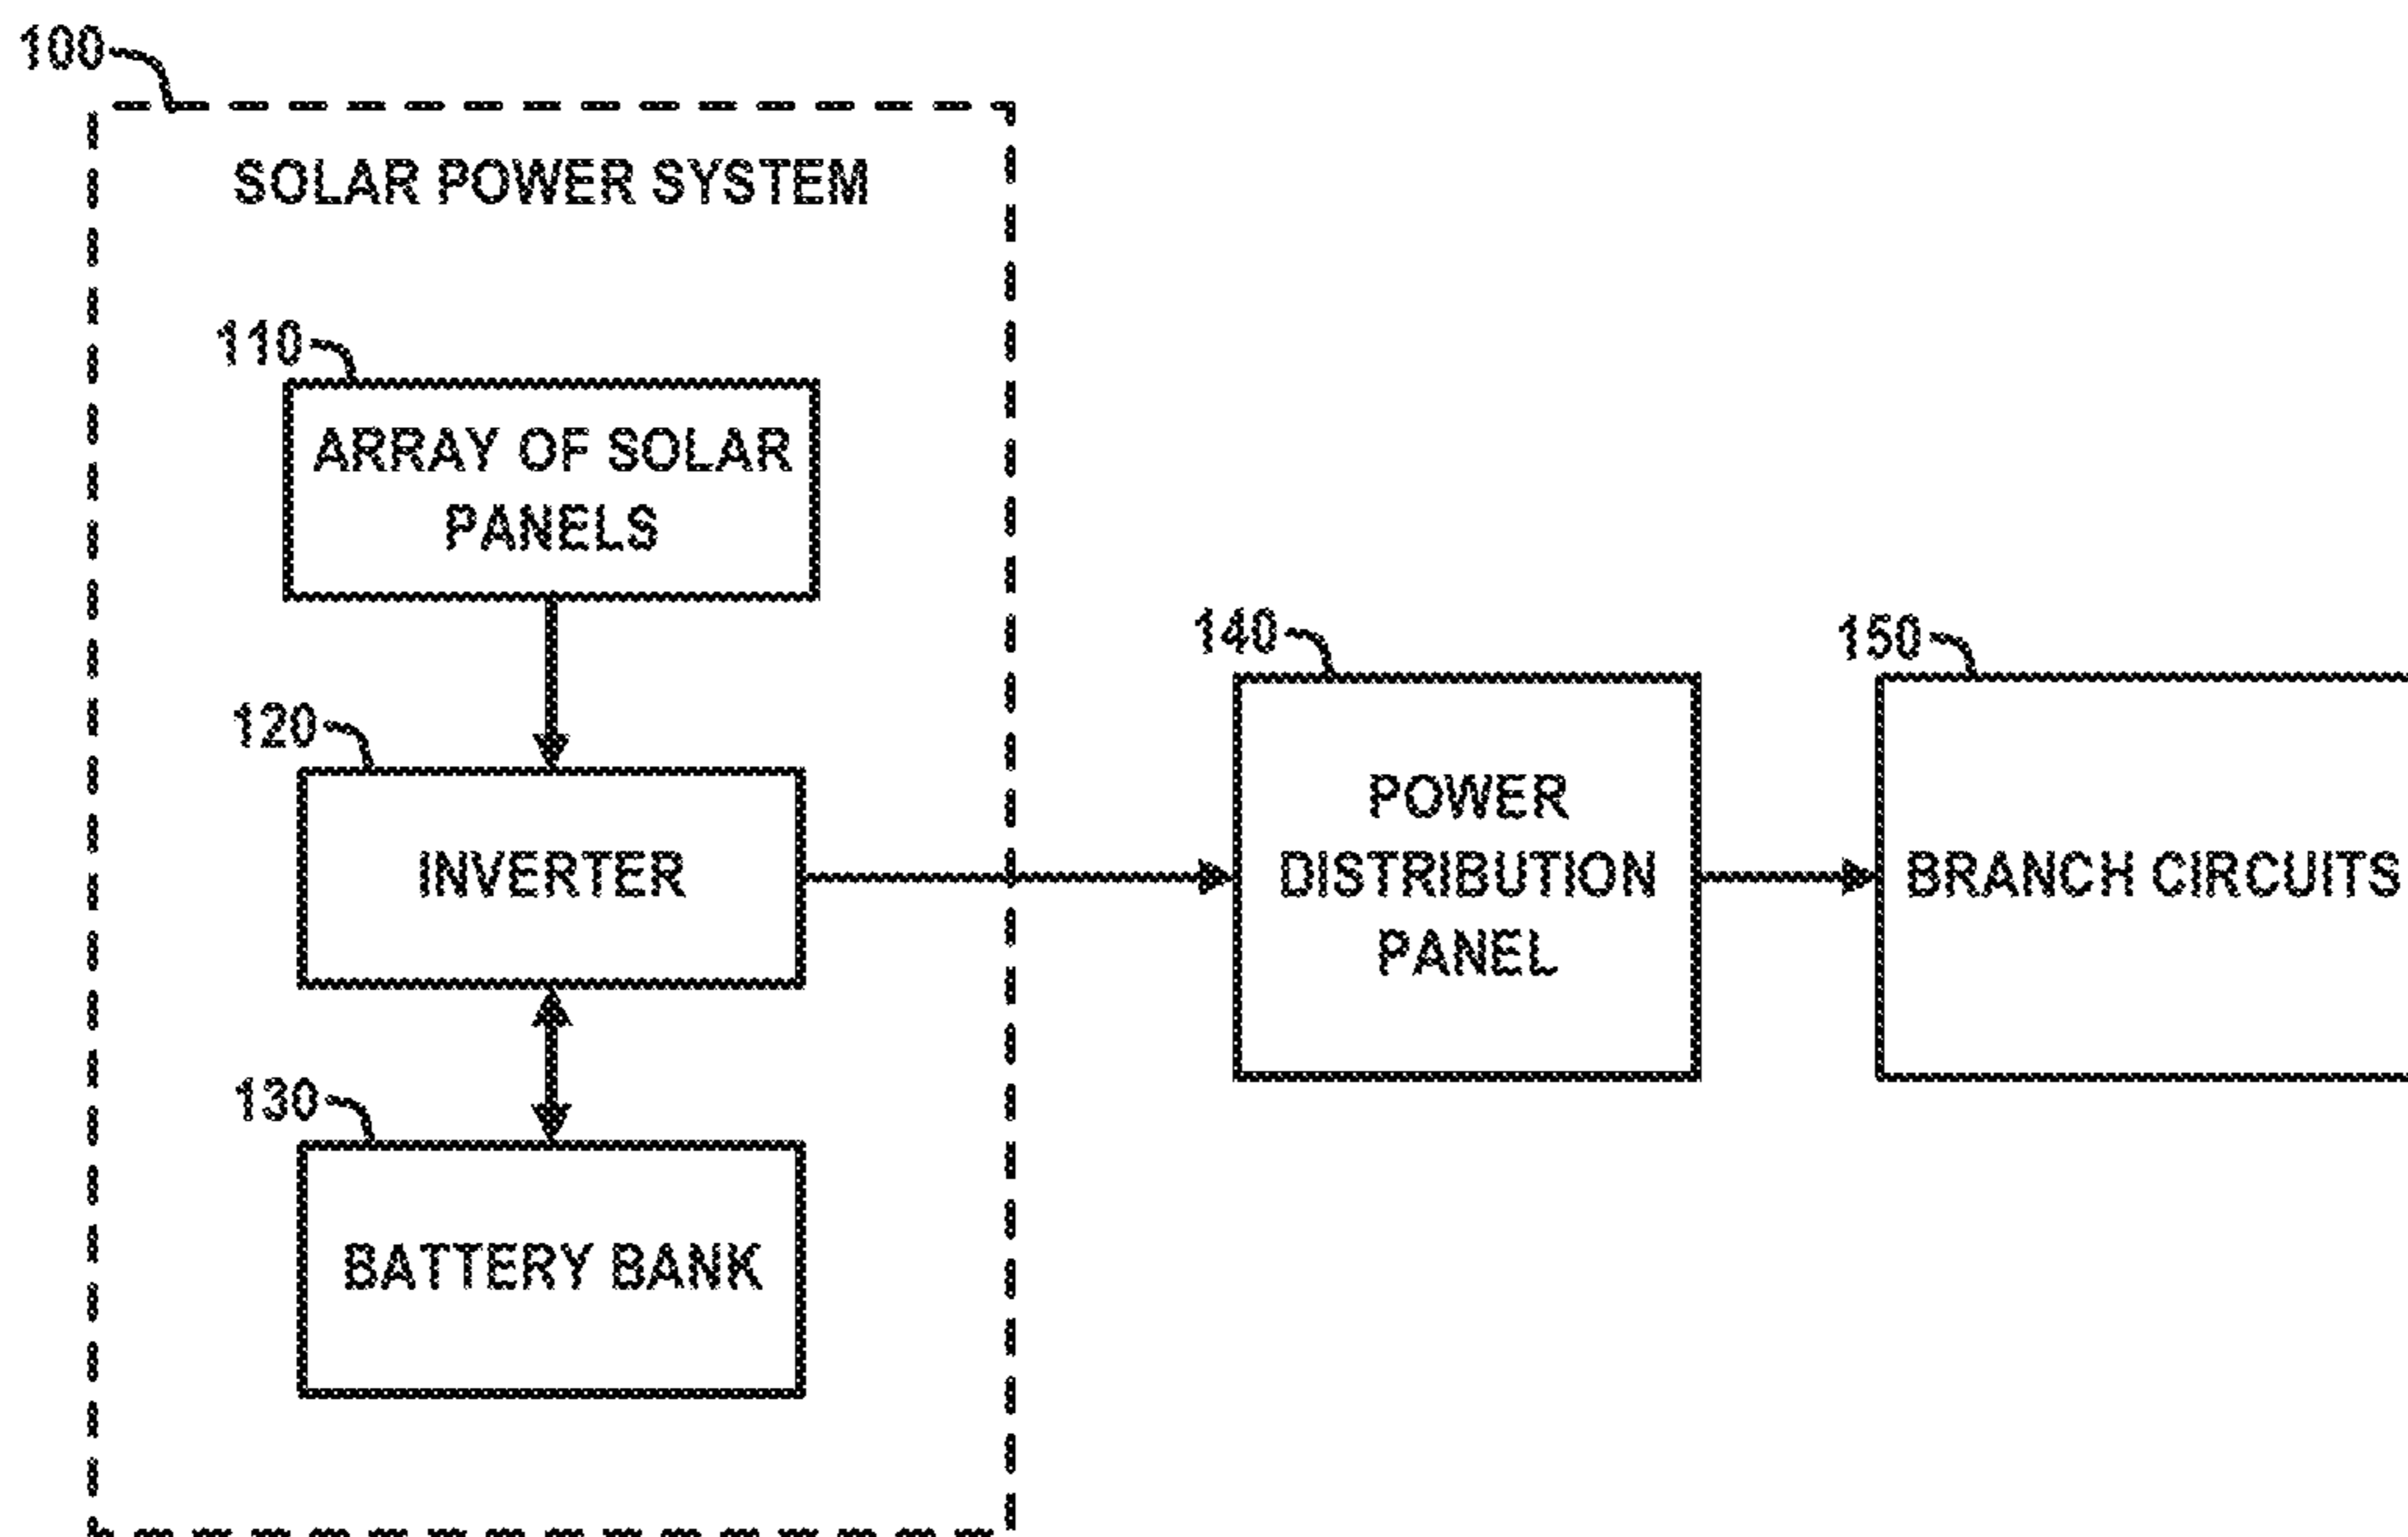 100
SOLAR POWER SYSTEM
110
ARRAY OF SOLAR
PANELS
120
INVERTER
130
BATTERY BANK
140
POWER
DISTRIBUTION
PANEL
150
BRANCH CIRCUITS